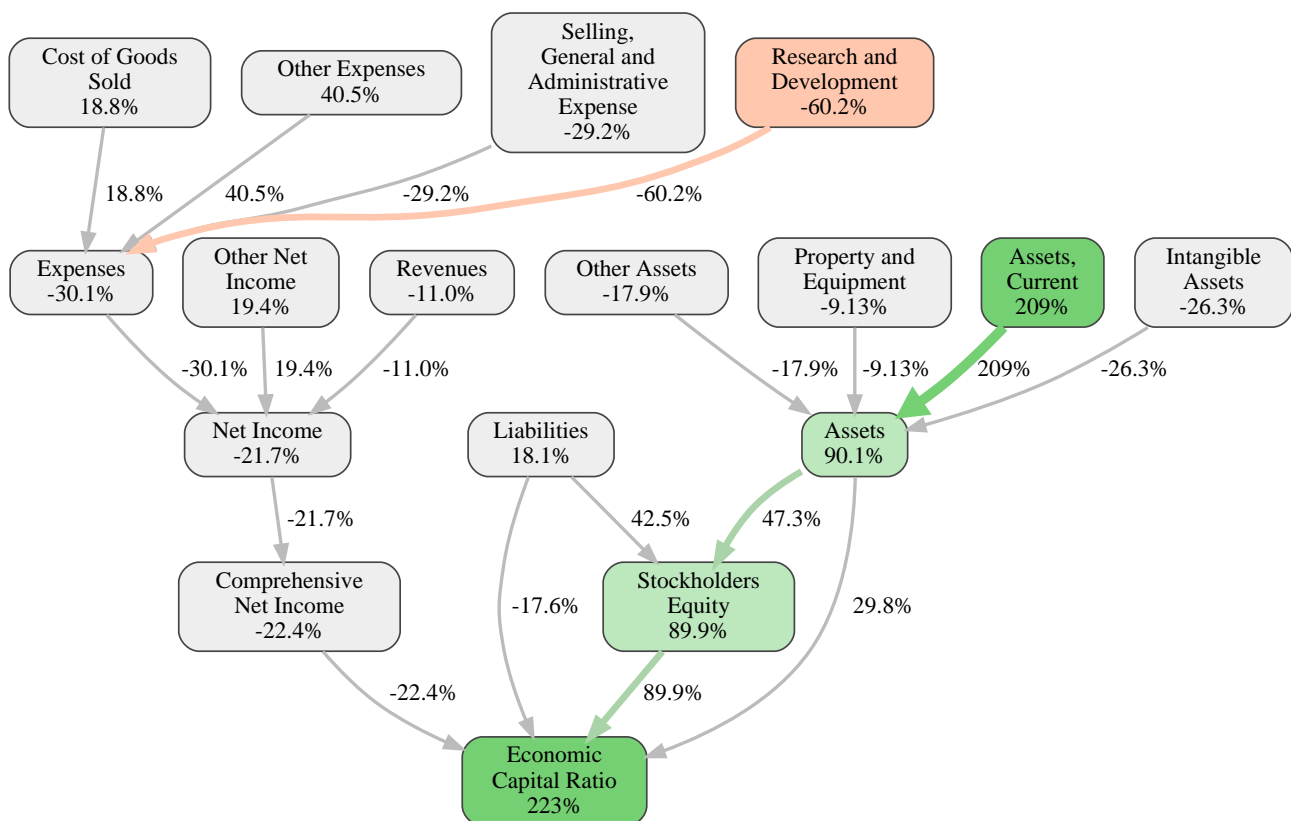 Cost of Goods
Sold
18.8%
Other Expenses
40.5%
Selling,
General and
Administrative
Expense
-29.2%
Research and
Development
-60.2%
18.8%
40.5%
-29.2%
-60.2%
Expenses
-30.1%
Other Net
Income
19.4%
Revenues
-11.0%
Other Assets
-17.9%
Property and
Equipment
-9.13%
Assets,
Current
209%
Intangible
Assets
-26.3%
-30.1%
19.4%
-11.0%
-17.9%
-9.13%
209%
-26.3%
Net Income
-21.7%
Liabilities
18.1%
Assets
90.1%
-21.7%
42.5%
47.3%
Comprehensive
Net Income
-22.4%
-17.6%
Stockholders
Equity
89.9%
29.8%
-22.4%
89.9%
Economic
Capital Ratio
223%